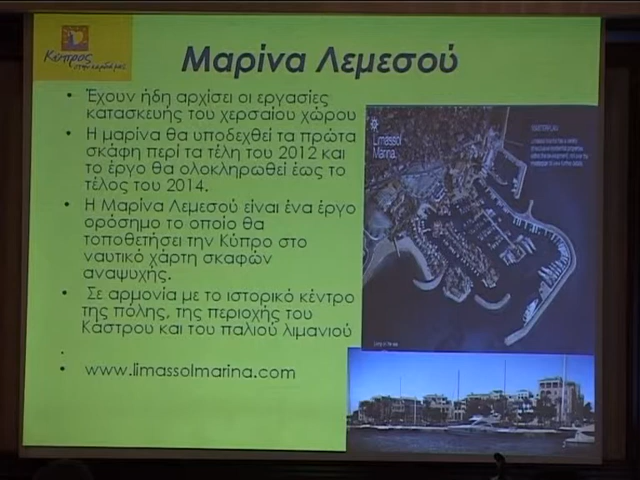 Κύπρος
στην καρδιά μας
Μαρίνα Λεμεσού
• Έχουν ήδη αρχίσει οι εργασίες
κατασκευής του χερσαίου χώρου
• Η μαρίνα θα υποδεχθεί τα πρώτα
σκάφη περί τα τέλη του 2012 και
το έργο θα ολοκληρωθεί έως το
τέλος του 2014.
• Η Μαρίνα Λεμεσού είναι ένα έργο
ορόσημο το οποίο θα
τοποθετήσει την Κύπρο στο
ναυτικό χάρτη σκαφών
αναψυχής.
• Σε αρμονία με το ιστορικό κέντρο
της πόλης, της περιοχής του
Κάστρου και του παλιού λιμανιού
• www.limassolmarina.com
Limassol
Marina